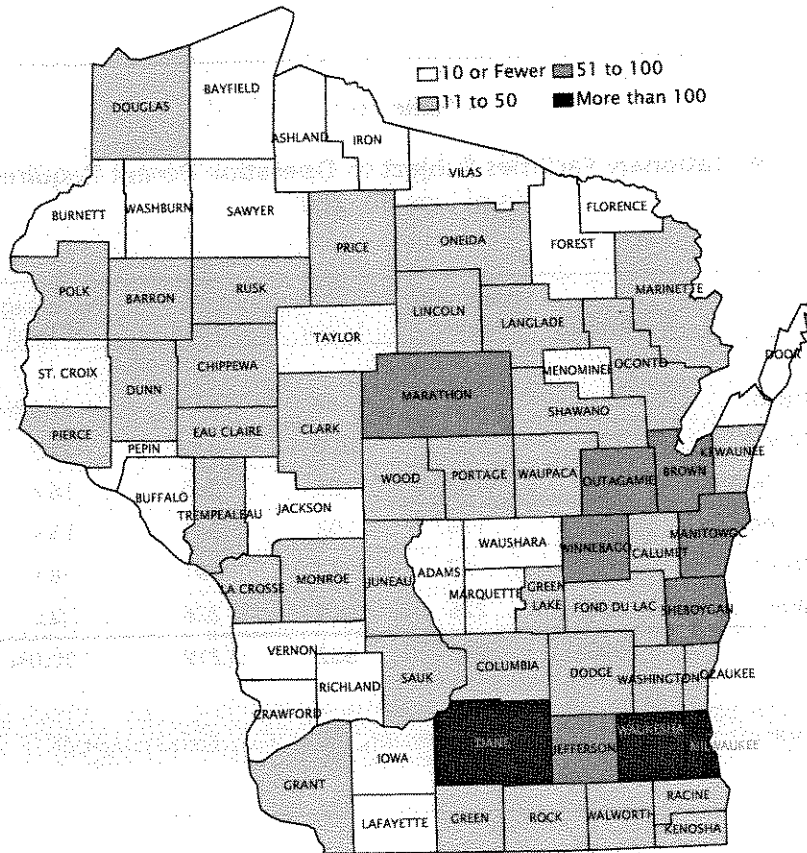 10 or Fewer 51 to 100
11 to 50 More than 100
BAYFIELD
DOUGLAS
ASHLAND
IRON
VILAS
FLORENCE
BURNETT
WASHBURN
SAWYER
PRICE
ONEIDA
FOREST
POLK
BARRON
RUSK
LINCOLN
LANGLADE
MARINETTE
TAYLOR
DOOR
ST. CROIX
DUNN
CHIPPEWA
MENOMINEE
OCONTO
MARATHON
SHAWANO
PIERCE
EAU CLAIRE
CLARK
PEPIN
KEWAUNEE
BUFFALO
WOOD
PORTAGE
WAUPACA
OUTAGAMIE
BROWN
TREMPEALEAU
JACKSON
WAUSHARA
WINNEBAGO
CALUMET
MANITOWOC
LA CROSSE
MONROE
JUNEAU
ADAMS
MARQUETTE
GREEN
LAKE
FOND DU LAC
SHEBOYGAN
VERNON
RICHLAND
SAUK
COLUMBIA
DODGE
WASHINGTON
OZAUKEE
CRAWFORD
DANE
JEFFERSON
WAUKESHA
MILWAUKEE
IOWA
GRANT
LAFAYETTE
GREEN
ROCK
WALWORTH
RACINE
KENOSHA